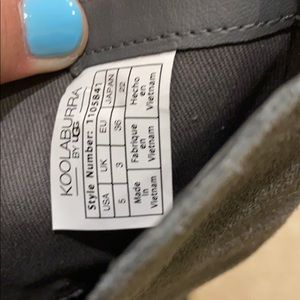 KOOLABURRA
BY UGG
Style Number: 1105841
USA UK EU JAPAN
5 3 36 22
Made in Vietnam
Fabrique en Vietnam
Hecho en Vietnam